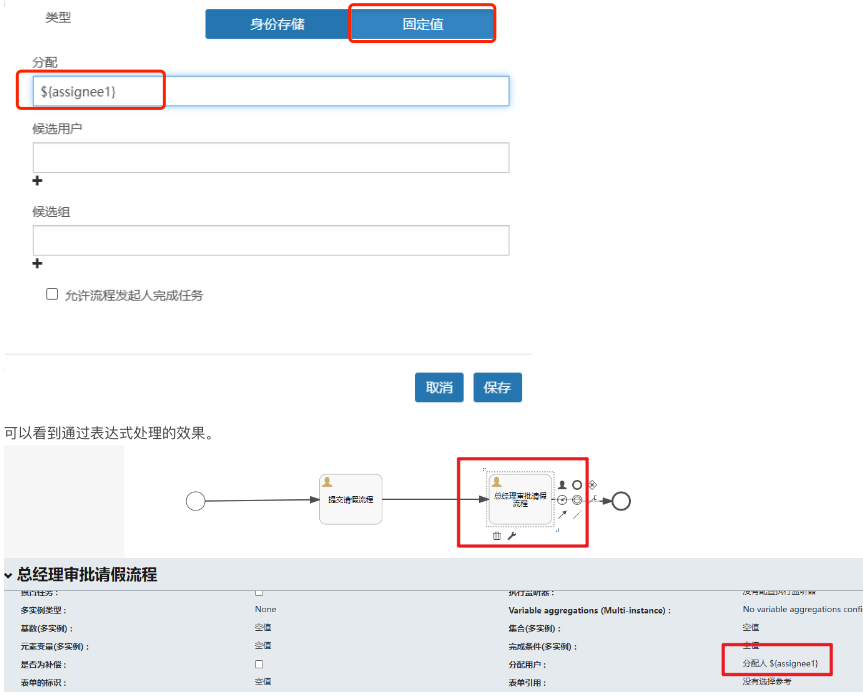 类型
身份存储 固定值
分配
${assignee1}
候选用户
候选组
允许流程发起人完成任务
取消 保存
可以看到通过表达式处理的效果。
提交请假流程
总经理审批请假
流程
总经理审批请假流程
独占任务： 执行监听器： 没有配置执行监听器
多实例类型： None Variable aggregations (Multi-instance)： No variable aggregations confi
基数(多实例)： 空值 集合(多实例)： 空值
元素变量(多实例)： 空值 完成条件(多实例)： 空值
是否为补偿： 分配用户： 分配人 ${assignee1}
表单的标识： 空值 表单引用： 没有选择参考